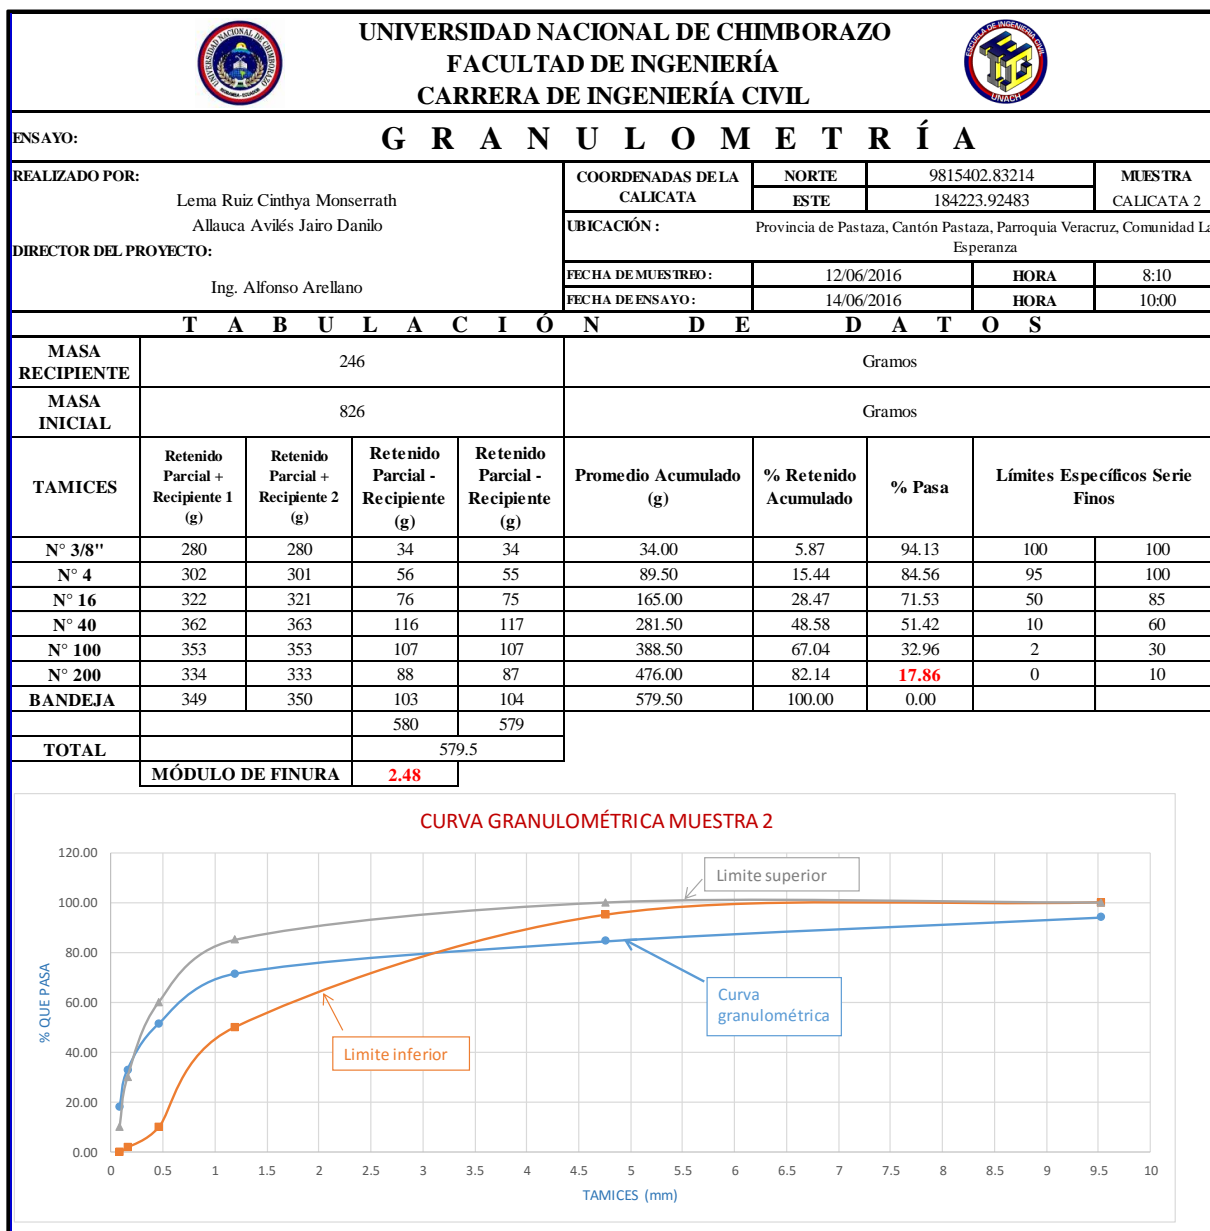 UNIVERSIDAD NACIONAL DE CHIMBORAZO
FACULTAD DE INGENIERÍA
CARRERA DE INGENIERÍA CIVIL
UNIVERSIDAD NACIONAL DE CHIMBORAZO
RIOBAMBA - ECUADOR
ESCUELA DE INGENIERIA CIVIL
UNACH
ENSAYO: G R A N U L O M E T R Í A
REALIZADO POR:
Lema Ruiz Cinthya Monserrath
Allauca Avilés Jairo Danilo
DIRECTOR DEL PROYECTO:
Ing. Alfonso Arellano
COORDENADAS DE LA CALICATA
NORTE 9815402.83214 MUESTRA
ESTE 184223.92483 CALICATA 2
UBICACIÓN : Provincia de Pastaza, Cantón Pastaza, Parroquia Veracruz, Comunidad La
Esperanza
FECHA DE MUESTREO : 12/06/2016 HORA 8:10
FECHA DE ENSAYO : 14/06/2016 HORA 10:00
T A B U L A C I Ó N D E D A T O S
MASA RECIPIENTE 246 Gramos
MASA INICIAL 826 Gramos
TAMICES Retenido Parcial + Recipiente 1 (g) Retenido Parcial + Recipiente 2 (g) Retenido Parcial - Recipiente (g) Retenido Parcial - Recipiente (g) Promedio Acumulado (g) % Retenido Acumulado % Pasa Límites Específicos Serie Finos
N° 3/8" 280 280 34 34 34.00 5.87 94.13 100 100
N° 4 302 301 56 55 89.50 15.44 84.56 95 100
N° 16 322 321 76 75 165.00 28.47 71.53 50 85
N° 40 362 363 116 117 281.50 48.58 51.42 10 60
N° 100 353 353 107 107 388.50 67.04 32.96 2 30
N° 200 334 333 88 87 476.00 82.14 17.86 0 10
BANDEJA 349 350 103 104 579.50 100.00 0.00
580 579
TOTAL 579.5
MÓDULO DE FINURA 2.48
CURVA GRANULOMÉTRICA MUESTRA 2
120.00
100.00
80.00
60.00
40.00
20.00
0.00
% QUE PASA
Limite superior
Curva
granulométrica
Limite inferior
0 0.5 1 1.5 2 2.5 3 3.5 4 4.5 5 5.5 6 6.5 7 7.5 8 8.5 9 9.5 10
TAMICES (mm)